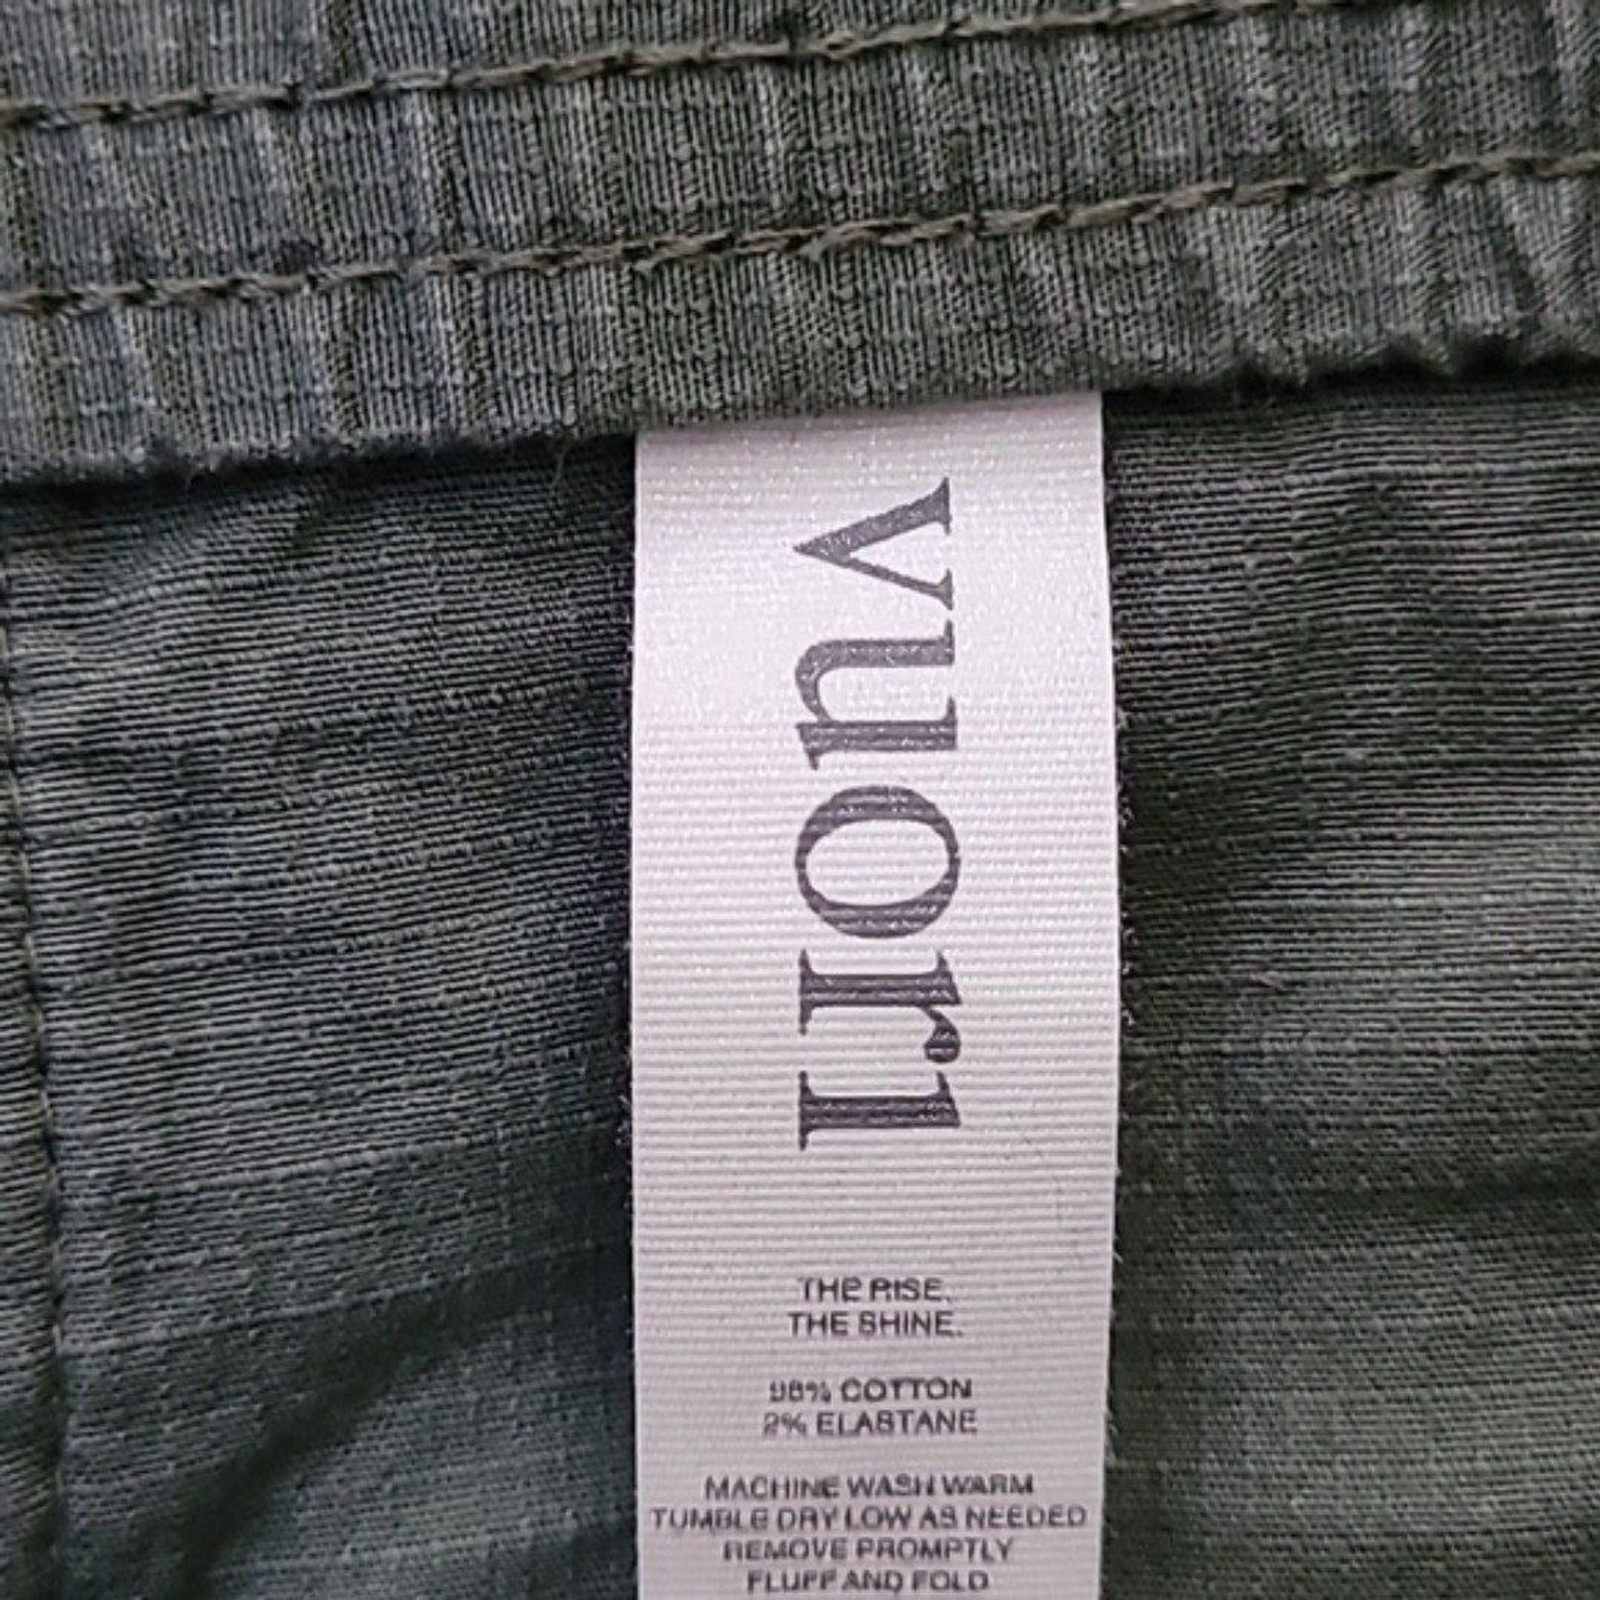 vuori
THE RISE.
THE SHINE.
98% COTTON
2% ELASTANE
MACHINE WASH WARM
TUMBLE DRY LOW AS NEEDED
REMOVE PROMPTLY
FLUFF AND FOLD